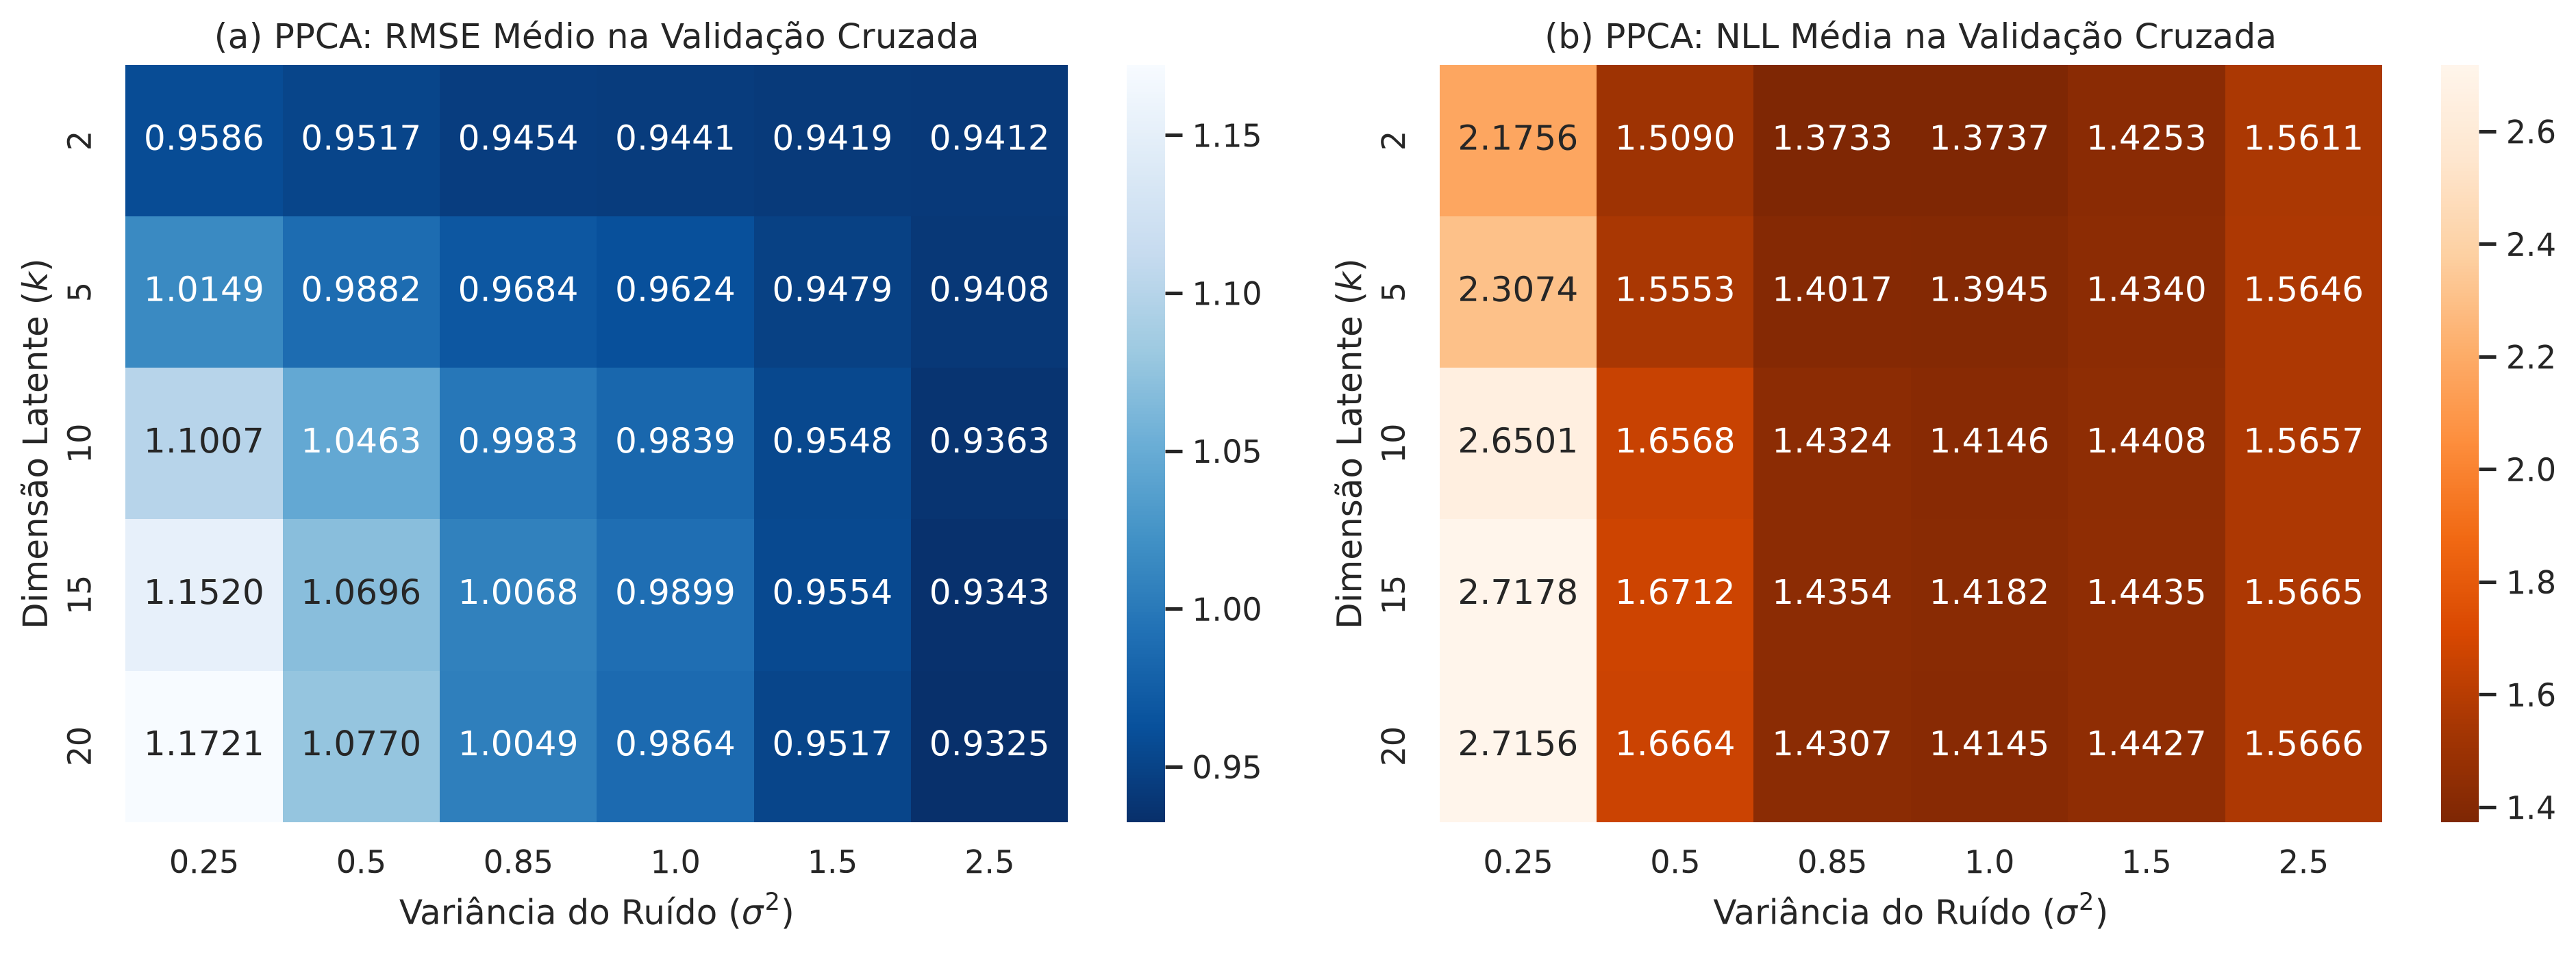 (a) PPCA: RMSE Médio na Validação Cruzada
Dimensão Latente (k)
2 0.9586 0.9517 0.9454 0.9441 0.9419 0.9412
5 1.0149 0.9882 0.9684 0.9624 0.9479 0.9408
10 1.1007 1.0463 0.9983 0.9839 0.9548 0.9363
15 1.1520 1.0696 1.0068 0.9899 0.9554 0.9343
20 1.1721 1.0770 1.0049 0.9864 0.9517 0.9325
0.25 0.5 0.85 1.0 1.5 2.5
Variância do Ruído (σ²)
1.15
1.10
1.05
1.00
0.95
(b) PPCA: NLL Média na Validação Cruzada
Dimensão Latente (k)
2 2.1756 1.5090 1.3733 1.3737 1.4253 1.5611
5 2.3074 1.5553 1.4017 1.3945 1.4340 1.5646
10 2.6501 1.6568 1.4324 1.4146 1.4408 1.5657
15 2.7178 1.6712 1.4354 1.4182 1.4435 1.5665
20 2.7156 1.6664 1.4307 1.4145 1.4427 1.5666
0.25 0.5 0.85 1.0 1.5 2.5
Variância do Ruído (σ²)
2.6
2.4
2.2
2.0
1.8
1.6
1.4